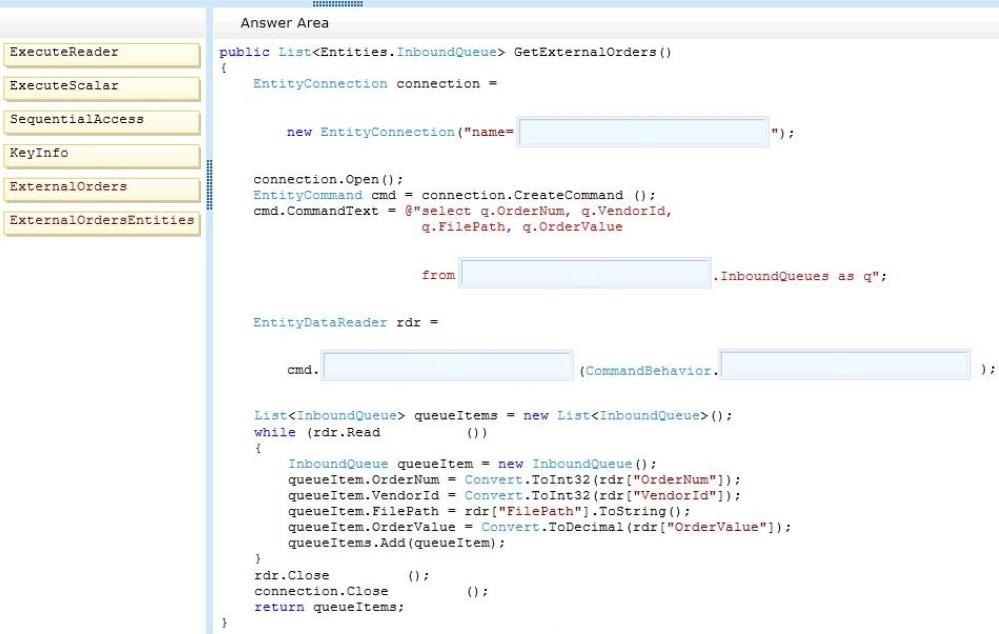 ExecuteReader
ExecuteScalar
SequentialAccess
KeyInfo
ExternalOrders
ExternalOrdersEntities
Answer Area
public List<Entities.InboundQueue> GetExternalOrders()
{
EntityConnection connection =
new EntityConnection("name= ");
connection.Open();
EntityCommand cmd = connection.CreateCommand ();
cmd.CommandText = @"select q.OrderNum, q.VendorId,
q.FilePath, q.OrderValue
from .InboundQueues as q";
EntityDataReader rdr =
cmd. (CommandBehavior. );
List<InboundQueue> queueItems = new List<InboundQueue>();
while (rdr.Read ())
{
InboundQueue queueItem = new InboundQueue();
queueItem.OrderNum = Convert.ToInt32(rdr["OrderNum"]);
queueItem.VendorId = Convert.ToInt32(rdr["VendorId"]);
queueItem.FilePath = rdr["FilePath"].ToString();
queueItem.OrderValue = Convert.ToDecimal(rdr["OrderValue"]);
queueItems.Add(queueItem);
}
rdr.Close ();
connection.Close ();
return queueItems;
}